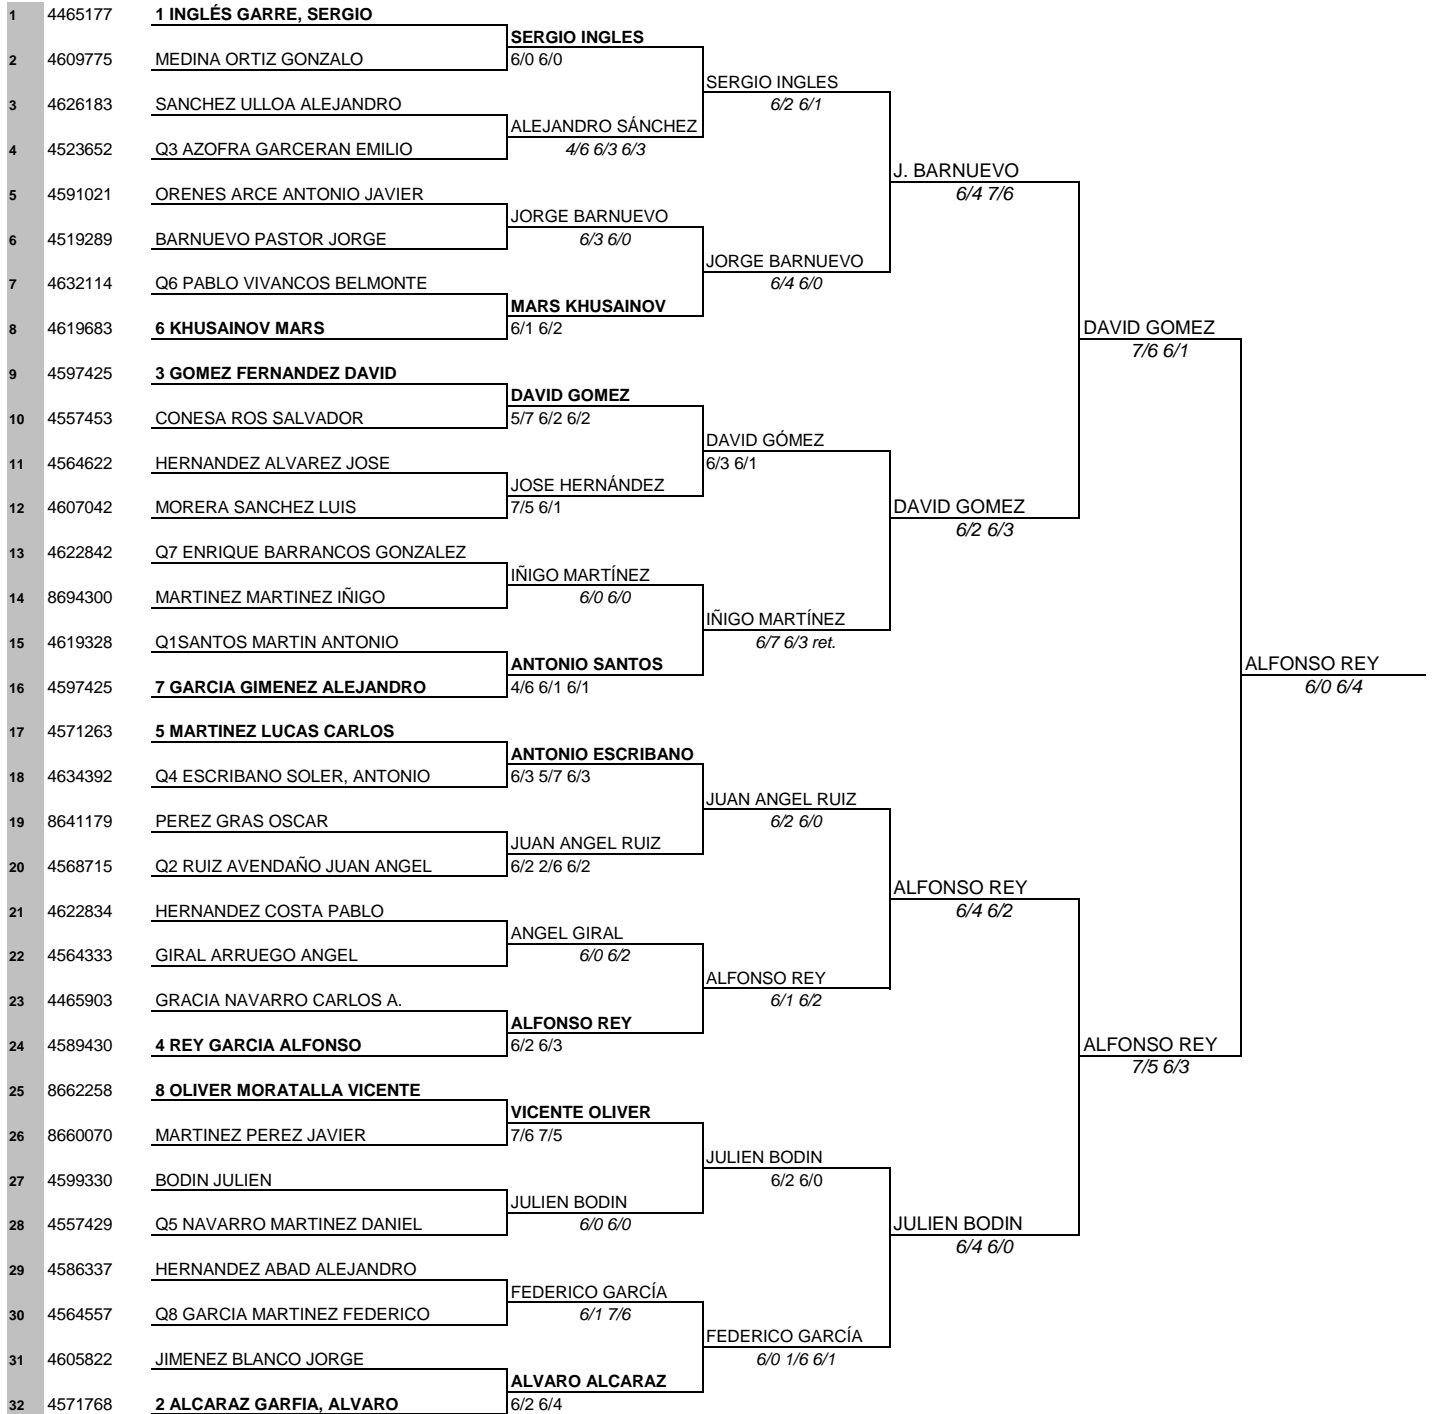 1 4465177 1 INGLÉS GARRE, SERGIO
SERGIO INGLES
2 4609775 MEDINA ORTIZ GONZALO 6/0 6/0
SERGIO INGLES
3 4626183 SANCHEZ ULLOA ALEJANDRO 6/2 6/1
ALEJANDRO SÁNCHEZ
4 4523652 Q3 AZOFRA GARCERAN EMILIO 4/6 6/3 6/3
J. BARNUEVO
5 4591021 ORENES ARCE ANTONIO JAVIER 6/4 7/6
JORGE BARNUEVO
6 4519289 BARNUEVO PASTOR JORGE 6/3 6/0
JORGE BARNUEVO
7 4632114 Q6 PABLO VIVANCOS BELMONTE 6/4 6/0
MARS KHUSAINOV
8 4619683 6 KHUSAINOV MARS 6/1 6/2 DAVID GOMEZ
7/6 6/1
9 4597425 3 GOMEZ FERNANDEZ DAVID
DAVID GOMEZ
10 4557453 CONESA ROS SALVADOR 5/7 6/2 6/2
DAVID GÓMEZ
11 4564622 HERNANDEZ ALVAREZ JOSE 6/3 6/1
JOSE HERNÁNDEZ
12 4607042 MORERA SANCHEZ LUIS 7/5 6/1 DAVID GOMEZ
6/2 6/3
13 4622842 Q7 ENRIQUE BARRANCOS GONZALEZ
IÑIGO MARTÍNEZ
14 8694300 MARTINEZ MARTINEZ IÑIGO 6/0 6/0
IÑIGO MARTÍNEZ
15 4619328 Q1SANTOS MARTIN ANTONIO 6/7 6/3 ret.
ANTONIO SANTOS ALFONSO REY
16 4597425 7 GARCIA GIMENEZ ALEJANDRO 4/6 6/1 6/1 6/0 6/4
17 4571263 5 MARTINEZ LUCAS CARLOS
ANTONIO ESCRIBANO
18 4634392 Q4 ESCRIBANO SOLER, ANTONIO 6/3 5/7 6/3
JUAN ANGEL RUIZ
19 8641179 PEREZ GRAS OSCAR 6/2 6/0
JUAN ANGEL RUIZ
20 4568715 Q2 RUIZ AVENDAÑO JUAN ANGEL 6/2 2/6 6/2
ALFONSO REY
21 4622834 HERNANDEZ COSTA PABLO 6/4 6/2
ANGEL GIRAL
22 4564333 GIRAL ARRUEGO ANGEL 6/0 6/2
ALFONSO REY
23 4465903 GRACIA NAVARRO CARLOS A. 6/1 6/2
ALFONSO REY
24 4589430 4 REY GARCIA ALFONSO 6/2 6/3 ALFONSO REY
7/5 6/3
25 8662258 8 OLIVER MORATALLA VICENTE
VICENTE OLIVER
26 8660070 MARTINEZ PEREZ JAVIER 7/6 7/5
JULIEN BODIN
27 4599330 BODIN JULIEN 6/2 6/0
JULIEN BODIN
28 4557429 Q5 NAVARRO MARTINEZ DANIEL 6/0 6/0 JULIEN BODIN
6/4 6/0
29 4586337 HERNANDEZ ABAD ALEJANDRO
FEDERICO GARCÍA
30 4564557 Q8 GARCIA MARTINEZ FEDERICO 6/1 7/6
FEDERICO GARCÍA
31 4605822 JIMENEZ BLANCO JORGE 6/0 1/6 6/1
ALVARO ALCARAZ
32 4571768 2 ALCARAZ GARFIA, ALVARO 6/2 6/4